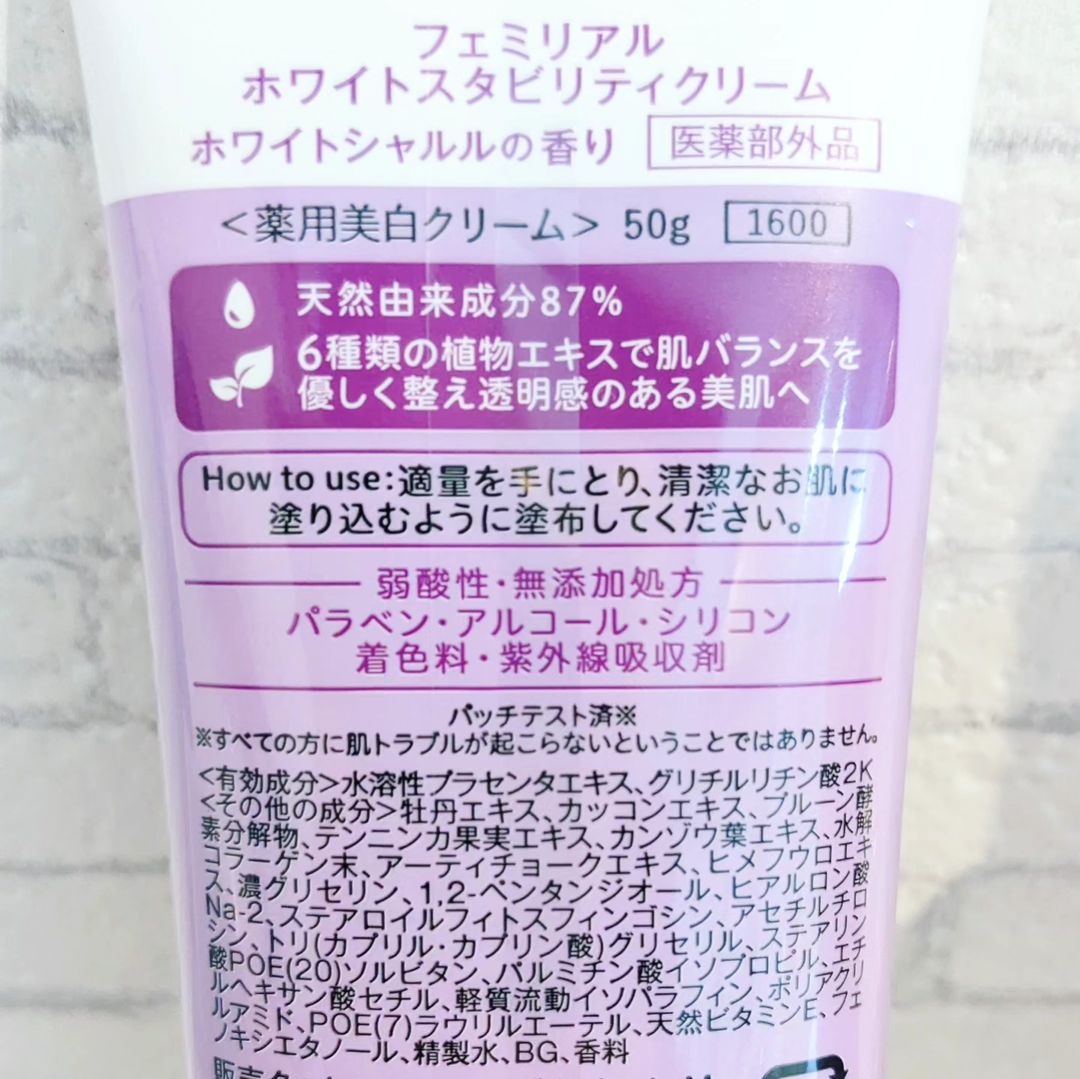 フェミリアル
ホワイトスタビリティクリーム
ホワイトシャルルの香り 医薬部外品
<薬用美白クリーム> 50g 1600
天然由来成分87%
6種類の植物エキスで肌バランスを
優しく整え透明感のある美肌へ
How to use:適量を手にとり、清潔なお肌に
塗り込むように塗布してください。
弱酸性・無添加処方
パラベン・アルコール・シリコン
着色料・紫外線吸収剤
パッチテスト済※
※すべての方に肌トラブルが起こらないということではありません。
<有効成分>水溶性プラセンタエキス、グリチルリチン酸2K
<その他の成分>牡丹エキス、カッコンエキス、プルーン酵
素分解物、テンニンカ果実エキス、カンゾウ葉エキス、水解
コラーゲン末、アーティチョークエキス、ヒメフウロエキ
ス、濃グリセリン、1,2-ペンタンジオール、ヒアルロン酸
Na-2、ステアロイルフィトスフィンゴシン、アセチルチロ
シン、トリ(カプリル・カプリン酸)グリセリル、ステアリン
酸POE(20)ソルビタン、パルミチン酸イソプロピル、エチ
ルヘキサン酸セチル、軽質流動イソパラフィン、ポリアクリ
ルアミド、POE(7)ラウリルエーテル、天然ビタミンE、フェ
ノキシエタノール、精製水、BG、香料